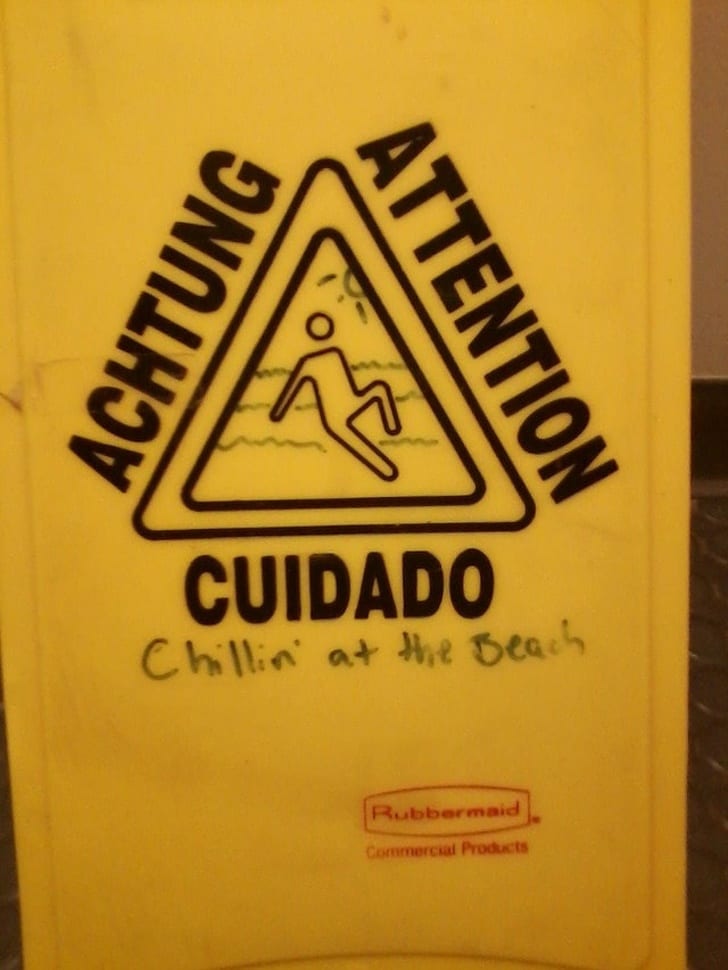 ACHTUNG
ATTENTION
CUIDADO
Chillin' at the Beach
Rubbermaid
Commercial Products